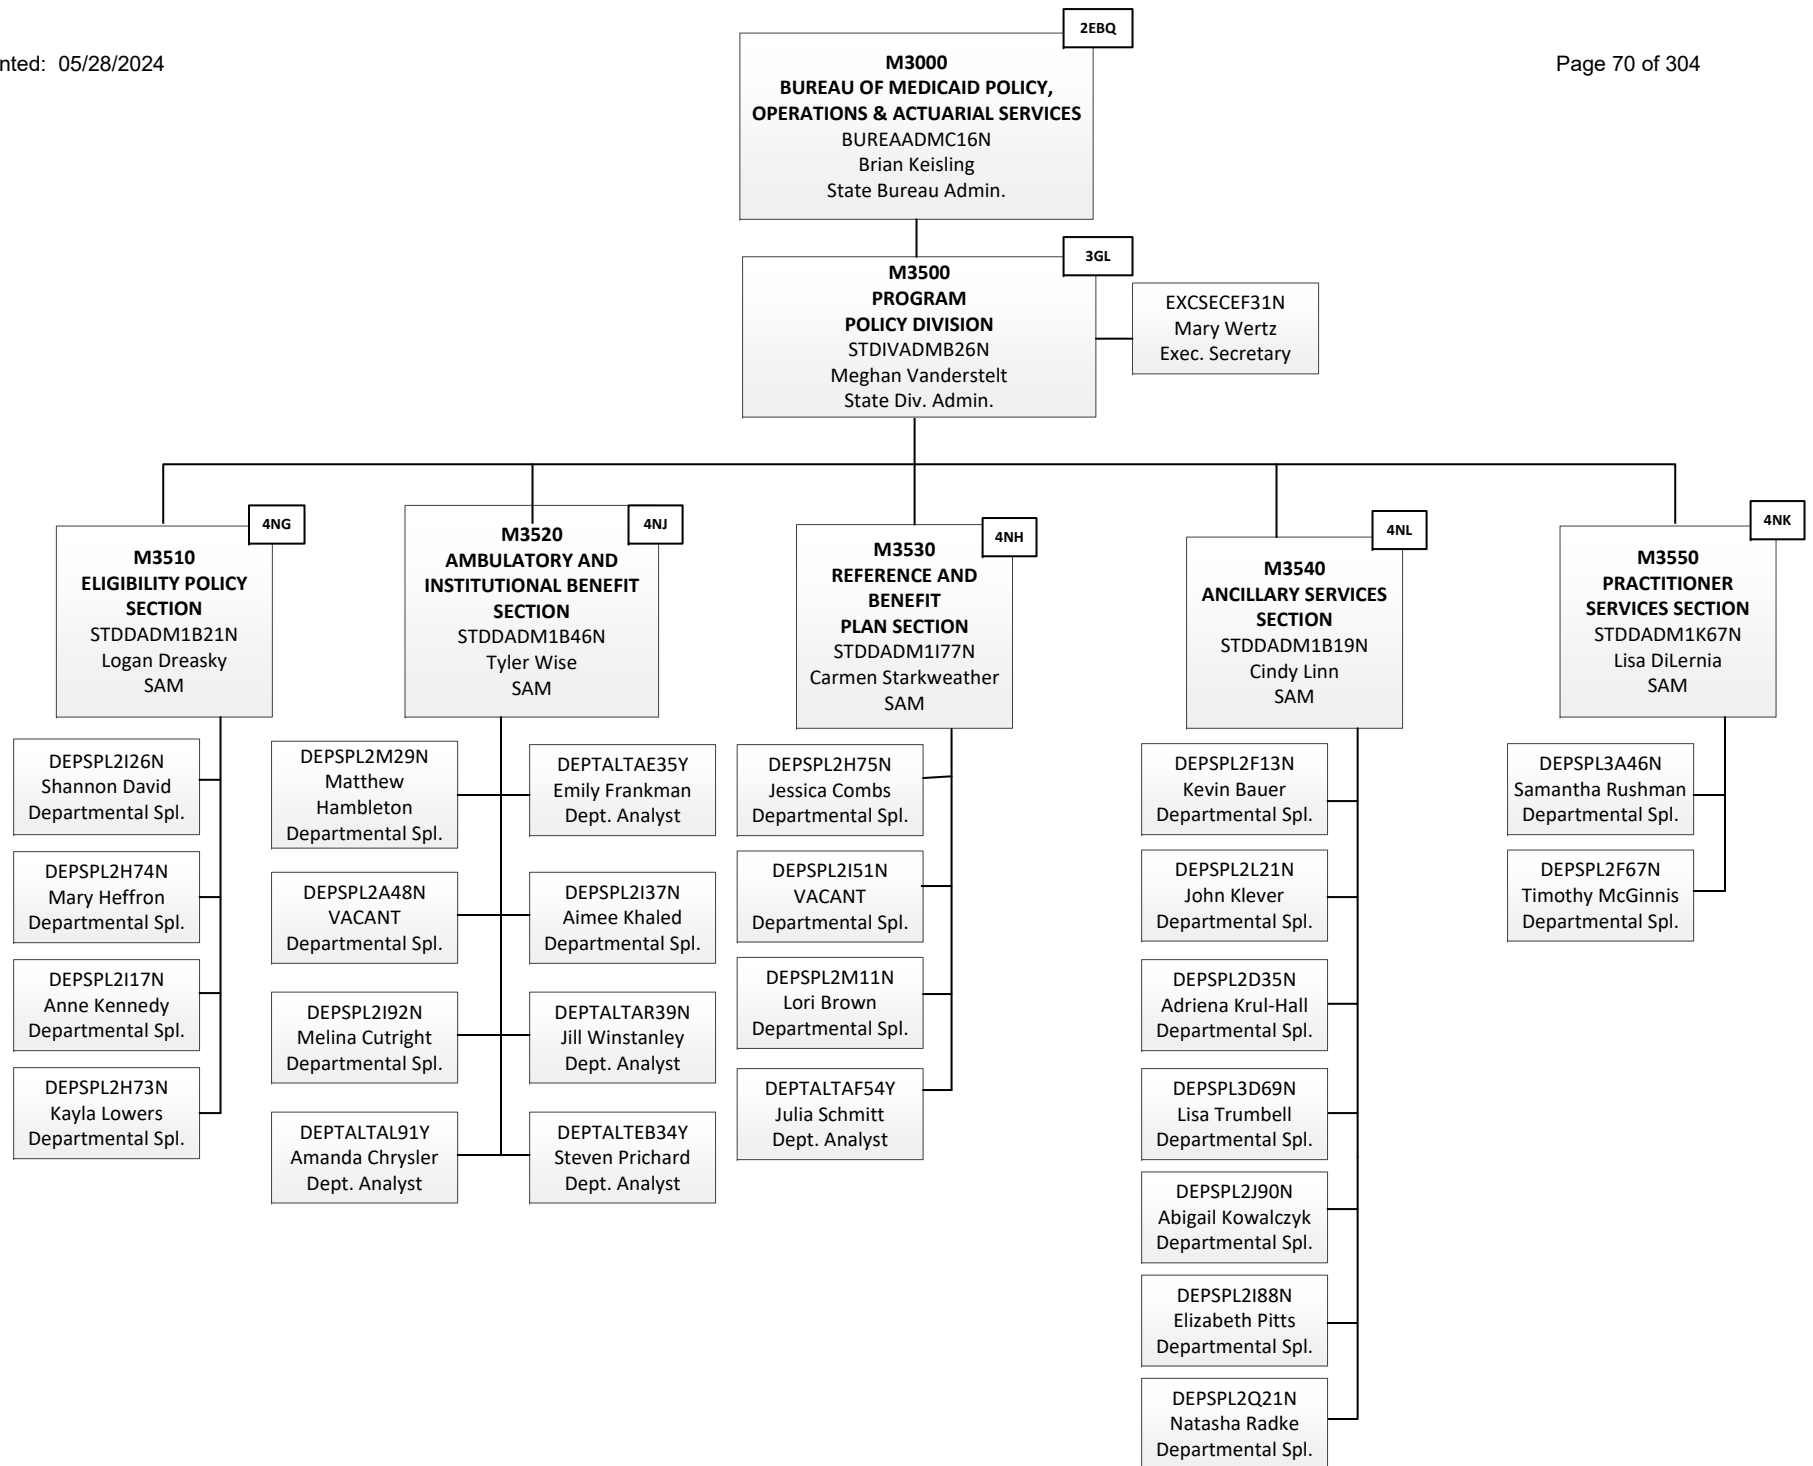 nted: 05/28/2024
Page 70 of 304
2EBQ
M3000
BUREAU OF MEDICAID POLICY,
OPERATIONS & ACTUARIAL SERVICES
BUREAADMC16N
Brian Keisling
State Bureau Admin.
3GL
M3500
PROGRAM
POLICY DIVISION
STDIVADMB26N
Meghan Vanderstelt
State Div. Admin.
EXCSECEF31N
Mary Wertz
Exec. Secretary
4NG
M3510
ELIGIBILITY POLICY
SECTION
STDDADM1B21N
Logan Dreasky
SAM
DEPSPL2I26N
Shannon David
Departmental Spl.
DEPSPL2H74N
Mary Heffron
Departmental Spl.
DEPSPL2I17N
Anne Kennedy
Departmental Spl.
DEPSPL2H73N
Kayla Lowers
Departmental Spl.
4NJ
M3520
AMBULATORY AND
INSTITUTIONAL BENEFIT
SECTION
STDDADM1B46N
Tyler Wise
SAM
DEPSPL2M29N
Matthew
Hambleton
Departmental Spl.
DEPTALTAE35Y
Emily Frankman
Dept. Analyst
DEPSPL2A48N
VACANT
Departmental Spl.
DEPSPL2I37N
Aimee Khaled
Departmental Spl.
DEPSPL2I92N
Melina Cutright
Departmental Spl.
DEPTALTAR39N
Jill Winstanley
Dept. Analyst
DEPTALTAL91Y
Amanda Chrysler
Dept. Analyst
DEPTALTEB34Y
Steven Prichard
Dept. Analyst
4NH
M3530
REFERENCE AND
BENEFIT
PLAN SECTION
STDDADM1I77N
Carmen Starkweather
SAM
DEPSPL2H75N
Jessica Combs
Departmental Spl.
DEPSPL2I51N
VACANT
Departmental Spl.
DEPSPL2M11N
Lori Brown
Departmental Spl.
DEPTALTAF54Y
Julia Schmitt
Dept. Analyst
4NL
M3540
ANCILLARY SERVICES
SECTION
STDDADM1B19N
Cindy Linn
SAM
DEPSPL2F13N
Kevin Bauer
Departmental Spl.
DEPSPL2L21N
John Klever
Departmental Spl.
DEPSPL2D35N
Adriena Krul-Hall
Departmental Spl.
DEPSPL3D69N
Lisa Trumbell
Departmental Spl.
DEPSPL2J90N
Abigail Kowalczyk
Departmental Spl.
DEPSPL2I88N
Elizabeth Pitts
Departmental Spl.
DEPSPL2Q21N
Natasha Radke
Departmental Spl.
4NK
M3550
PRACTITIONER
SERVICES SECTION
STDDADM1K67N
Lisa DiLernia
SAM
DEPSPL3A46N
Samantha Rushman
Departmental Spl.
DEPSPL2F67N
Timothy McGinnis
Departmental Spl.